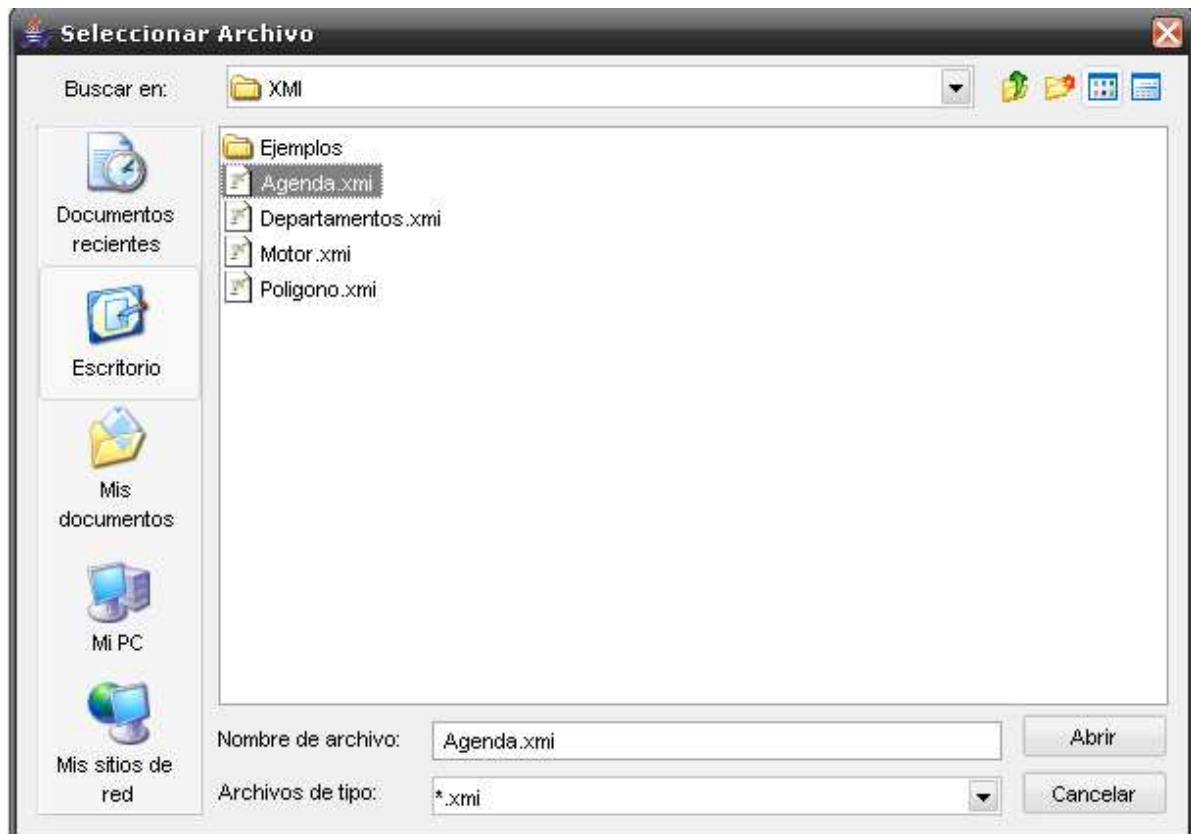 Seleccionar Archivo
Buscar en:
XMI
Documentos
recientes
Escritorio
Mis
documentos
Mi PC
Mis sitios de
red
Ejemplos
Agenda.xmi
Departamentos.xmi
Motor.xmi
Poligono.xmi
Nombre de archivo:
Agenda.xmi
Abrir
Archivos de tipo:
*.xmi
Cancelar